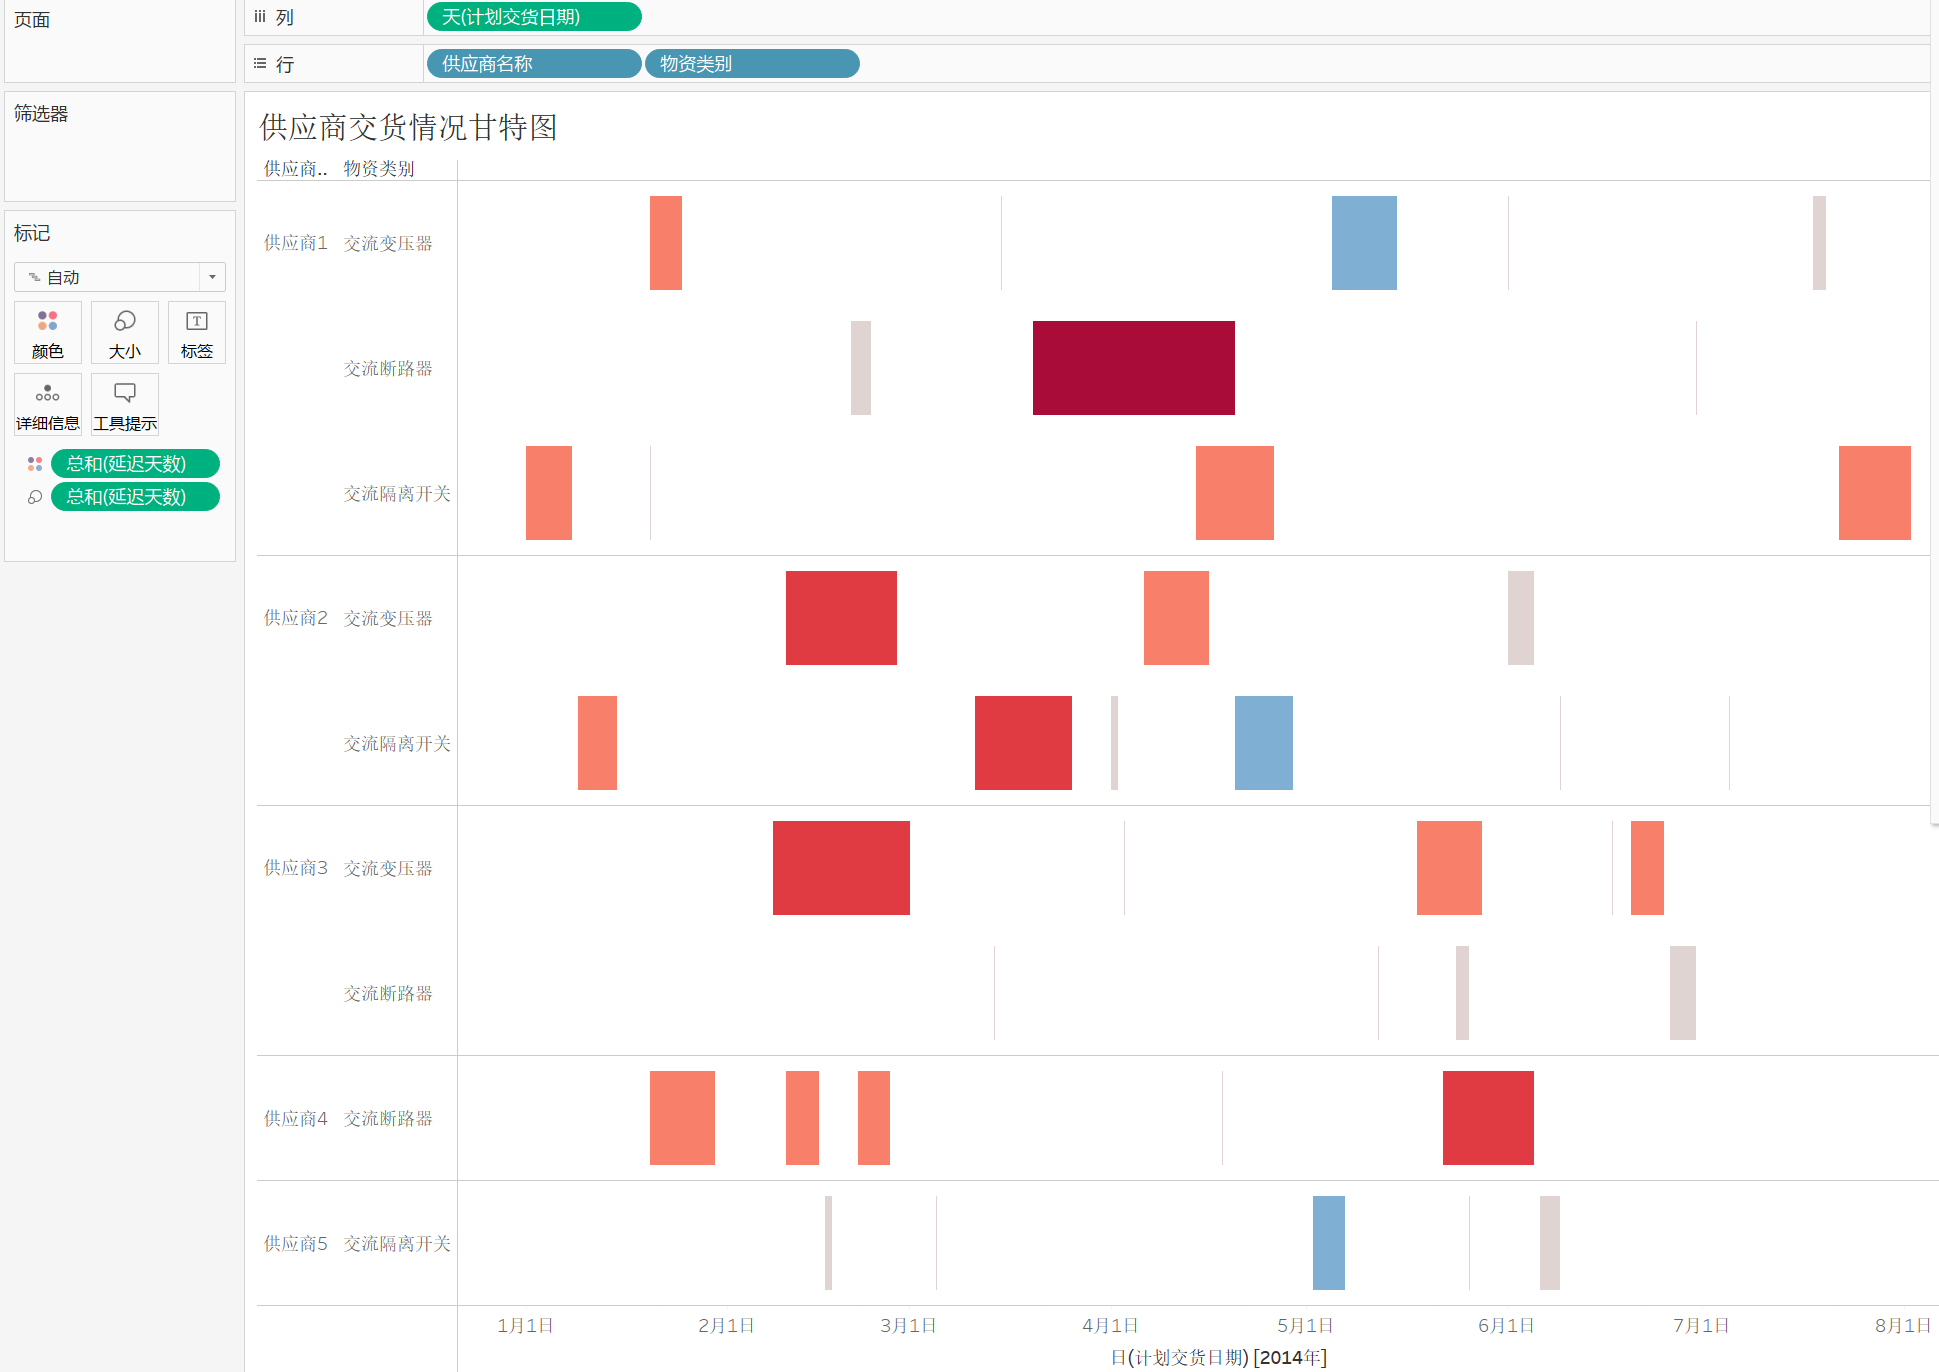 页面
列
天(计划交货日期)
行
供应商名称
物资类别
筛选器
标记
自动
颜色
大小
标签
详细信息
工具提示
总和(延迟天数)
总和(延迟天数)
供应商交货情况甘特图
供应商.. 物资类别
供应商1 交流变压器
交流断路器
交流隔离开关
供应商2 交流变压器
交流隔离开关
供应商3 交流变压器
交流断路器
供应商4 交流断路器
供应商5 交流隔离开关
1月1日 2月1日 3月1日 4月1日 5月1日 6月1日 7月1日 8月1日
日(计划交货日期) [2014年]